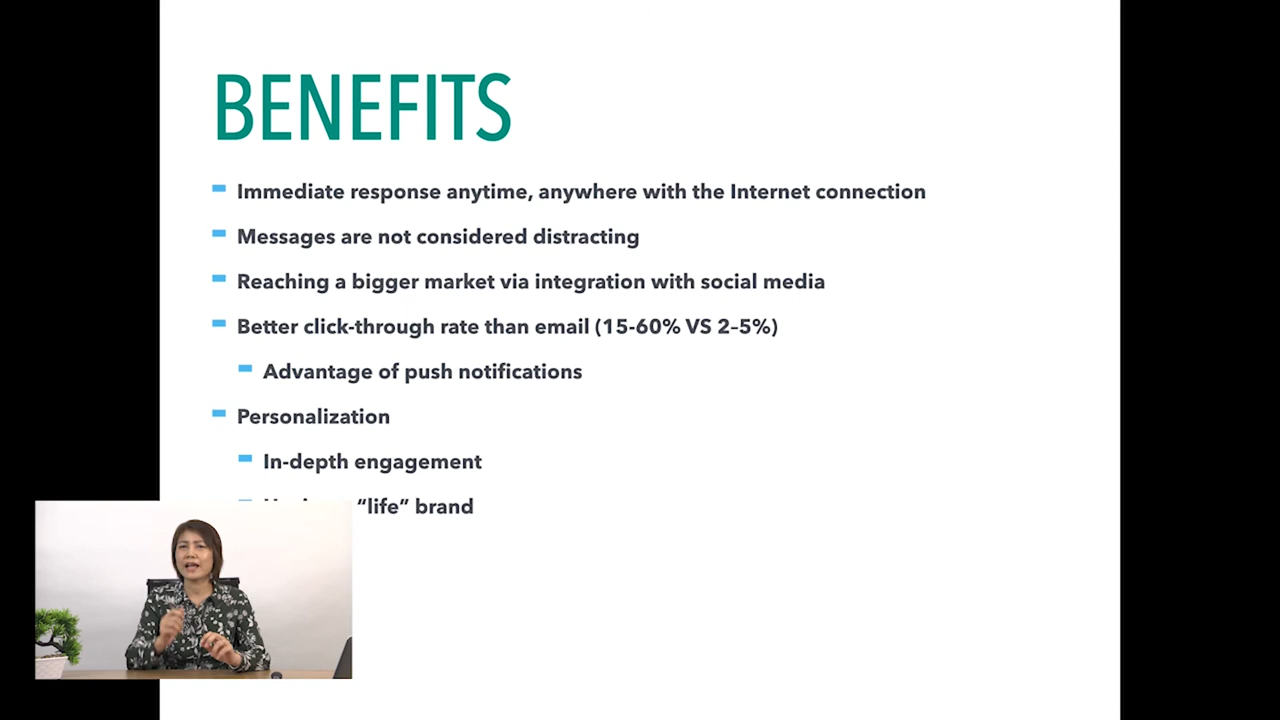 BENEFITS
Immediate response anytime, anywhere with the Internet connection
Messages are not considered distracting
Reaching a bigger market via integration with social media
Better click-through rate than email (15-60% VS 2–5%)
Advantage of push notifications
Personalization
In-depth engagement
“life” brand